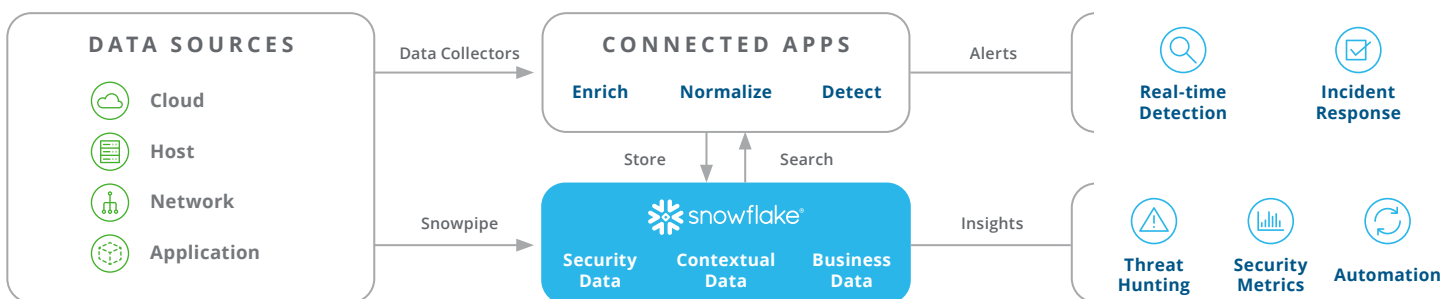 DATA SOURCES
Cloud
Host
Network
Application
Data Collectors
Snowpipe
CONNECTED APPS
Enrich Normalize Detect
Store Search
snowflake®
Security Contextual Business
Data Data Data
Alerts
Insights
Real-time
Detection
Incident
Response
Threat
Hunting
Security
Metrics
Automation